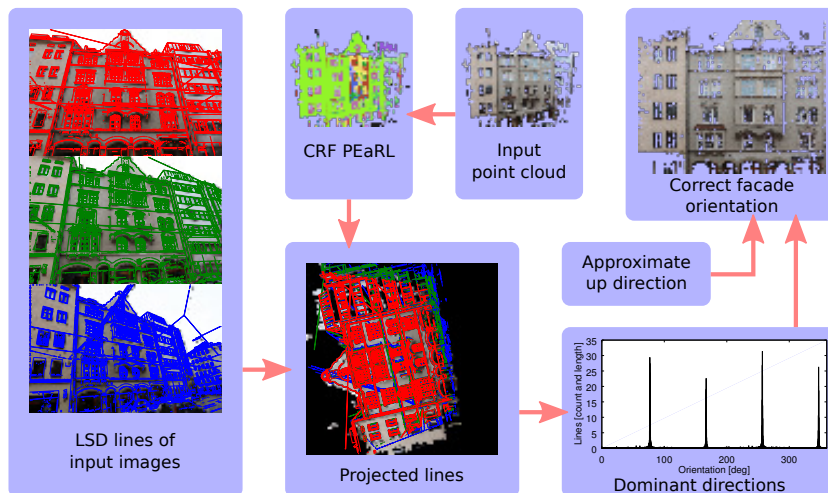 LSD lines of
input images
CRF PEaRL
Input
point cloud
Correct facade
orientation
Approximate
up direction
Projected lines
Lines [count and length]
35
30
25
20
15
10
5
0
0
100
200
300
Orientation [deg]
Dominant directions